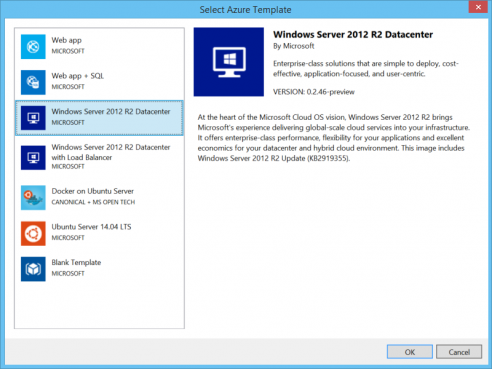 Select Azure Template
Web app
MICROSOFT
Web app + SQL
MICROSOFT
Windows Server 2012 R2 Datacenter
MICROSOFT
Windows Server 2012 R2 Datacenter
with Load Balancer
MICROSOFT
Docker on Ubuntu Server
CANONICAL + MS OPEN TECH
Ubuntu Server 14.04 LTS
MICROSOFT
Blank Template
MICROSOFT
Windows Server 2012 R2 Datacenter
By Microsoft
Enterprise-class solutions that are simple to deploy, cost-
effective, application-focused, and user-centric.
VERSION: 0.2.46-preview
At the heart of the Microsoft Cloud OS vision, Windows Server 2012 R2 brings
Microsoft's experience delivering global-scale cloud services into your infrastructure.
It offers enterprise-class performance, flexibility for your applications and excellent
economics for your datacenter and hybrid cloud environment. This image includes
Windows Server 2012 R2 Update (KB2919355).
OK
Cancel